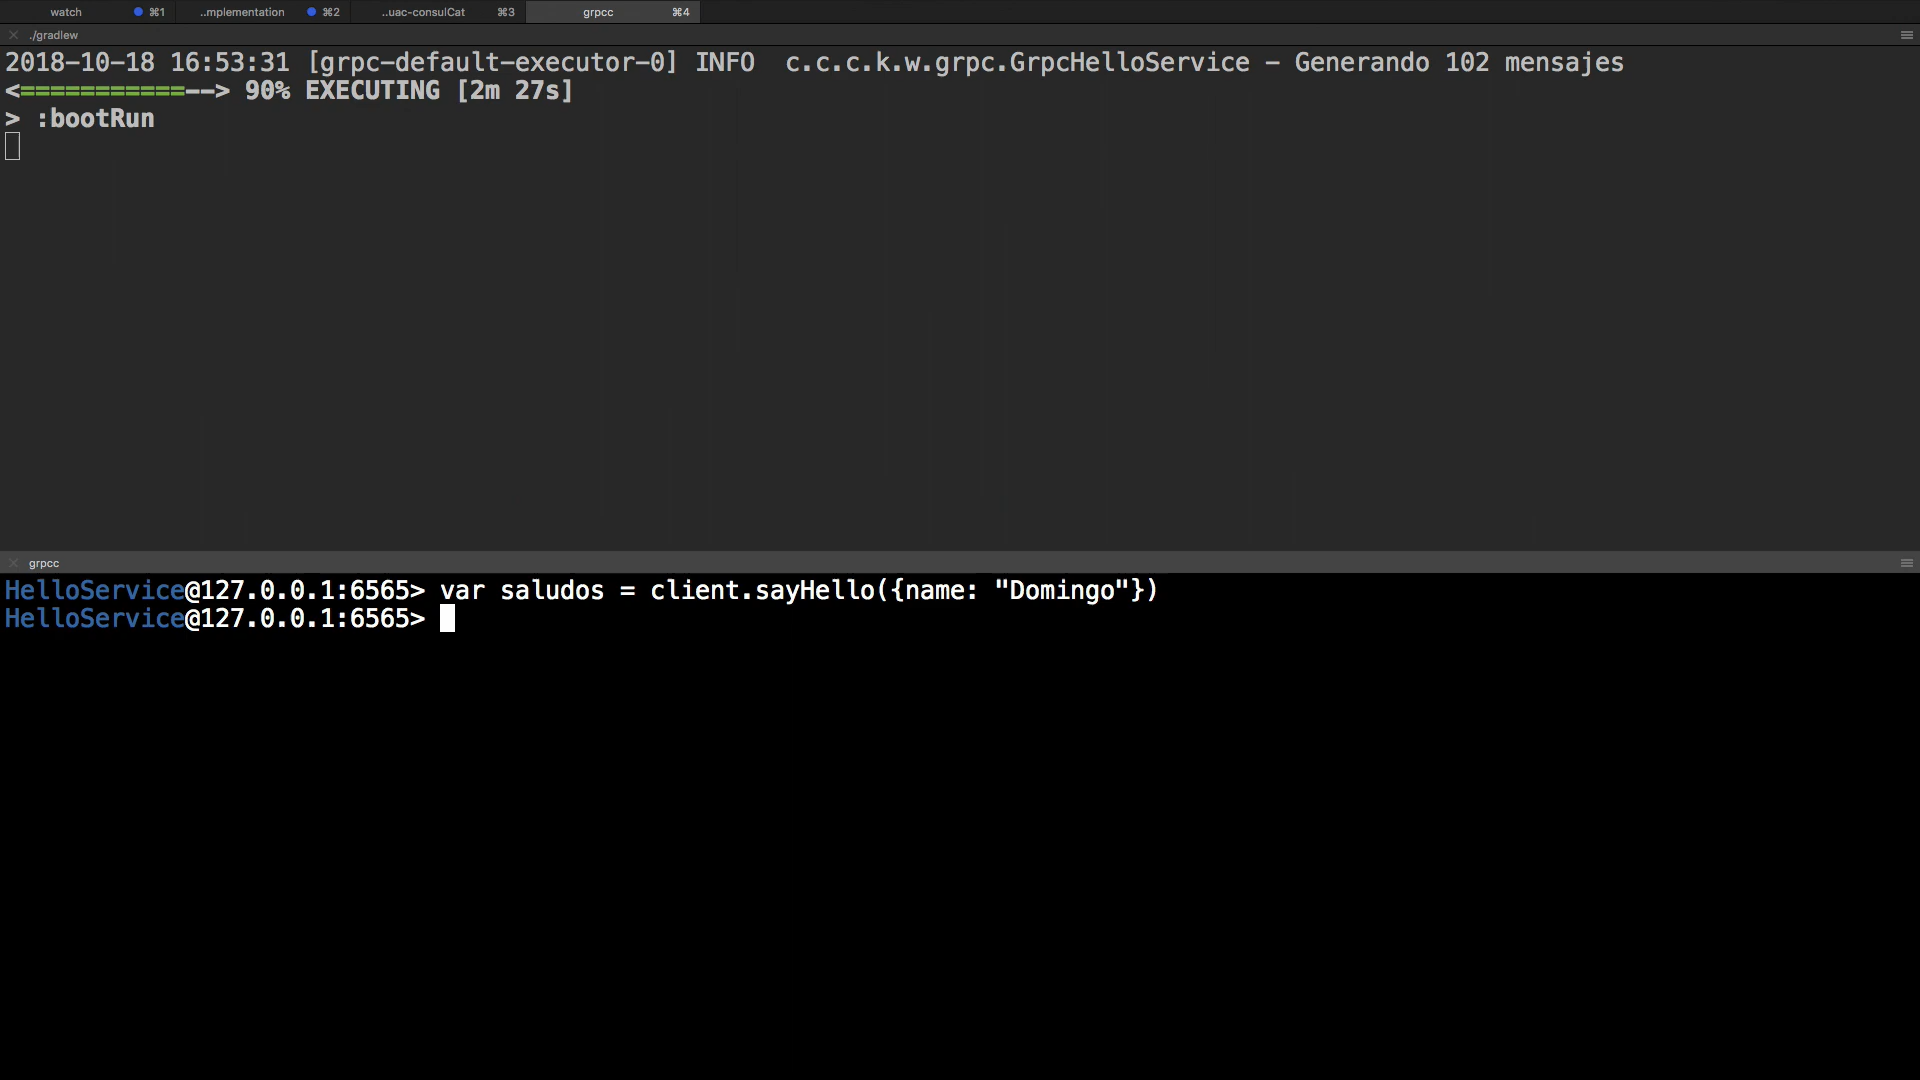 watch ⌘1 ..mplementation ⌘2 ..uac-consulCat ⌘3 grpcc ⌘4
./gradlew
2018-10-18 16:53:31 [grpc-default-executor-0] INFO  c.c.c.k.w.grpc.GrpcHelloService - Generando 102 mensajes
<===========--> 90% EXECUTING [2m 27s]
> :bootRun
grpcc
HelloService@127.0.0.1:6565> var saludos = client.sayHello({name: "Domingo"})
HelloService@127.0.0.1:6565>